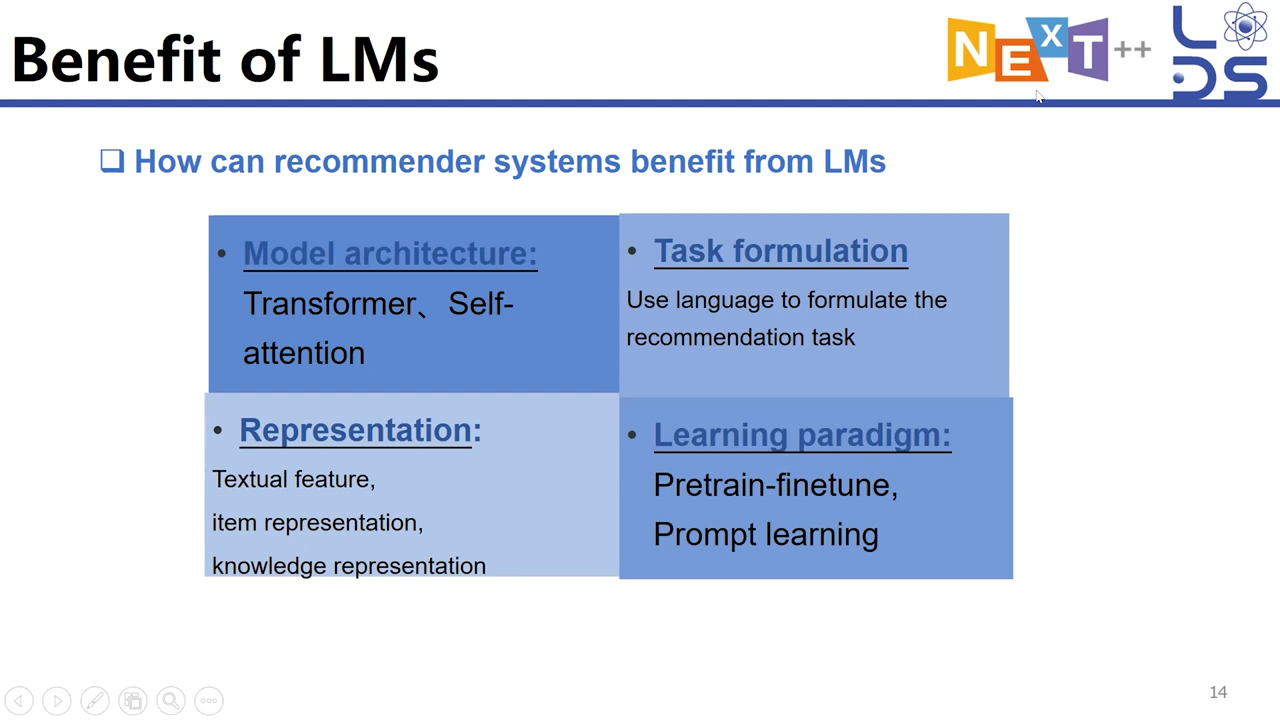 Benefit of LMs
NExT++
LDS
❑ How can recommender systems benefit from LMs
• Model architecture:
Transformer、Self-
attention
• Task formulation
Use language to formulate the
recommendation task
• Representation:
Textual feature,
item representation,
knowledge representation
• Learning paradigm:
Pretrain-finetune,
Prompt learning
14